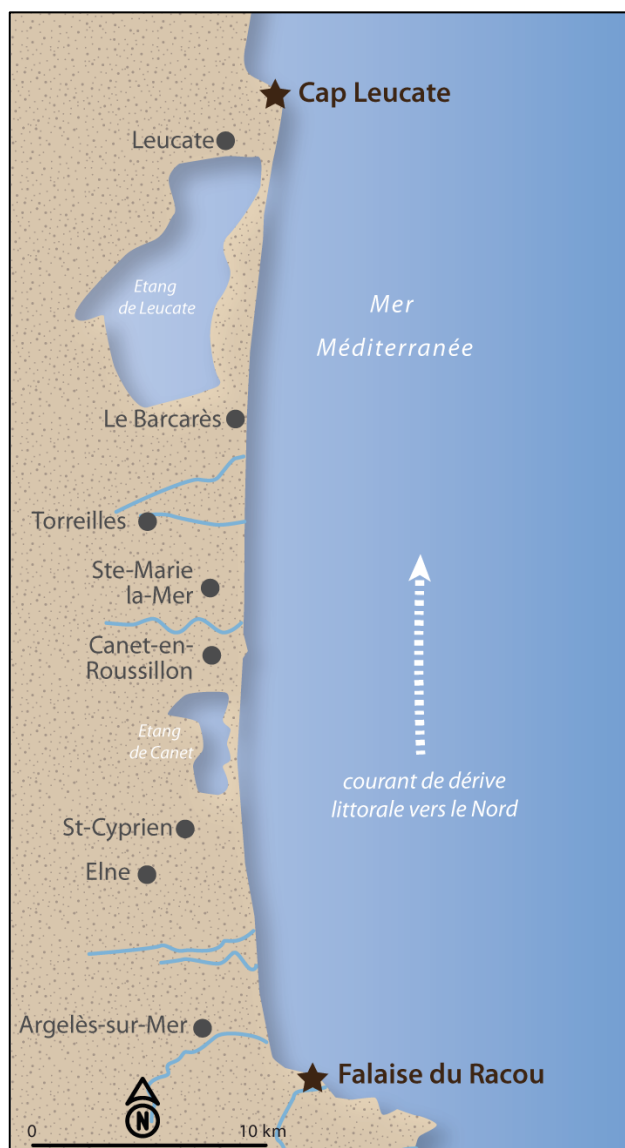 Cap Leucate
Leucate
Etang
de Leucate
Mer
Méditerranée
Le Barcarès
Torreilles
Ste-Marie
la-Mer
Canet-en-
Roussillon
Etang
de Canet
courant de dérive
littorale vers le Nord
St-Cyprien
Elne
Argelès-sur-Mer
Falaise du Racou
N
0
10 km